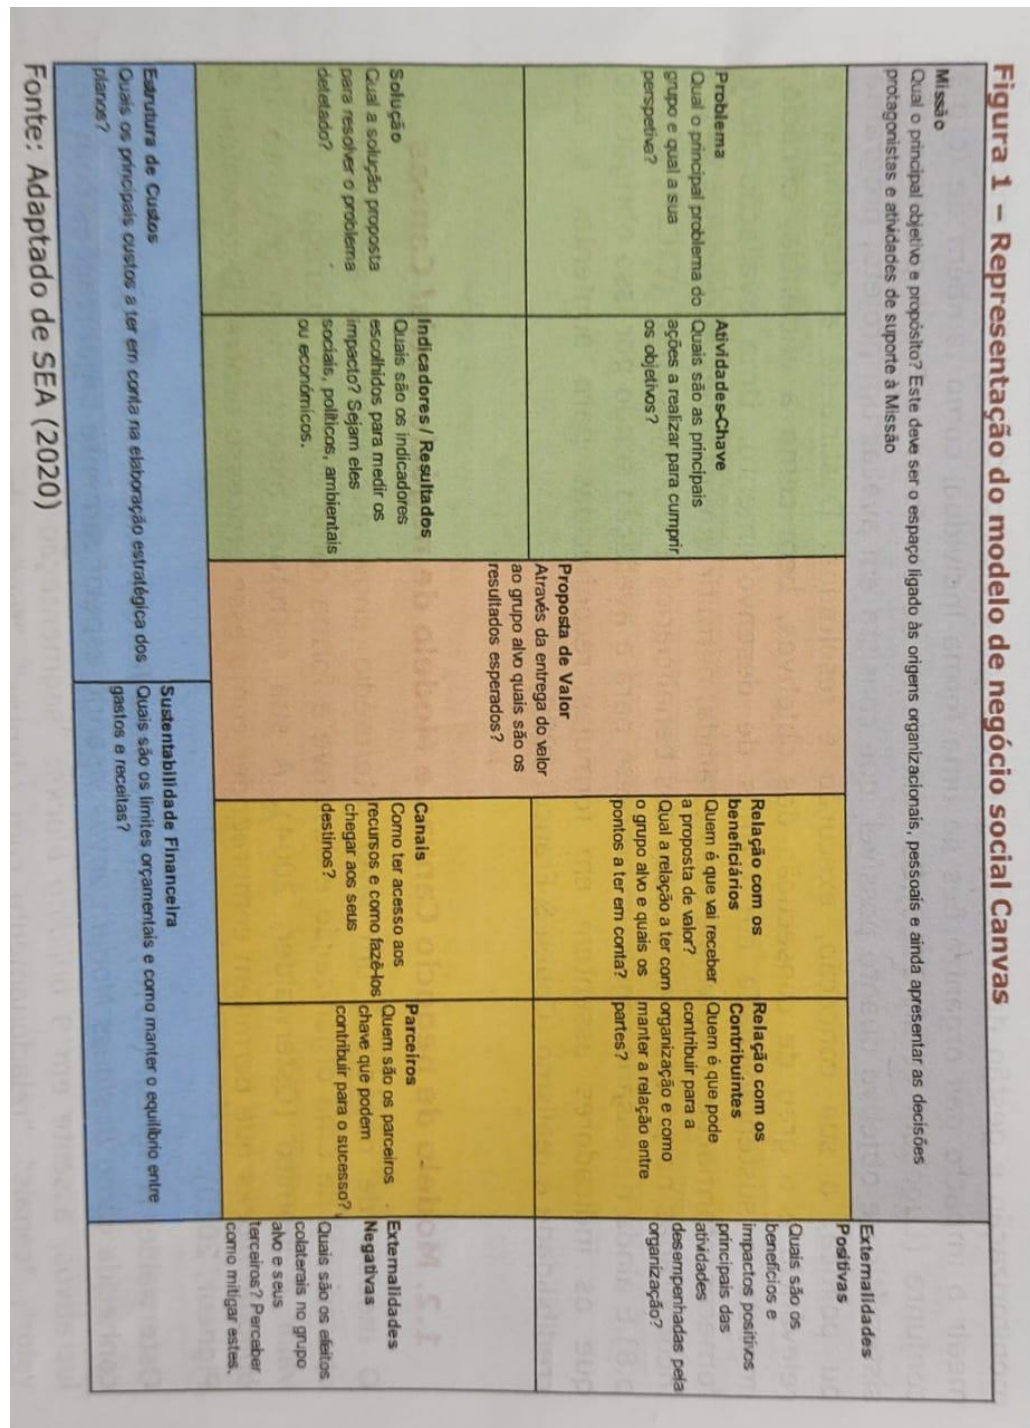 Figura 1 – Representação do modelo de negócio social Canvas
Missão
Qual o principal objetivo e propósito? Este deve ser o espaço ligado às origens organizacionais, pessoais e ainda apresentar as decisões
protagonistas e atividades de suporte à Missão
Problema
Qual o principal problema do
grupo e qual a sua
perspetiva?
Atividades-Chave
Quais são as principais
ações a realizar para cumprir
os objetivos?
Proposta de Valor
Através da entrega do valor
ao grupo alvo quais são os
resultados esperados?
Relação com os
beneficiários
Quem é que vai receber
a proposta de valor?
Qual a relação a ter com
o grupo alvo e quais os
pontos a ter em conta?
Relação com os
Contribuintes
Quem é que pode
contribuir para a
organização e como
manter a relação entre
partes?
Externalidades
Positivas
Quais são os
benefícios e
impactos positivos
principais das
atividades
desempenhadas pela
organização?
Solução
Qual a solução proposta
para resolver o problema
detetado?
Indicadores / Resultados
Quais são os indicadores
escolhidos para medir os
impacto? Sejam eles
sociais, políticos, ambientais
ou económicos.
Canais
Como ter acesso aos
recursos e como fazê-los
chegar aos seus
destinos?
Parceiros
Quem são os parceiros
chave que podem
contribuir para o sucesso?
Externalidades
Negativas
Quais são os efeitos
colaterais no grupo
alvo e seus
terceiros? Perceber
como mitigar estes.
Estrutura de Custos
Quais os principais custos a ter em conta na elaboração estratégica dos
planos?
Sustentabilidade Financeira
Quais são os limites orçamentais e como manter o equilíbrio entre
gastos e receitas?
Fonte: Adaptado de SEA (2020)